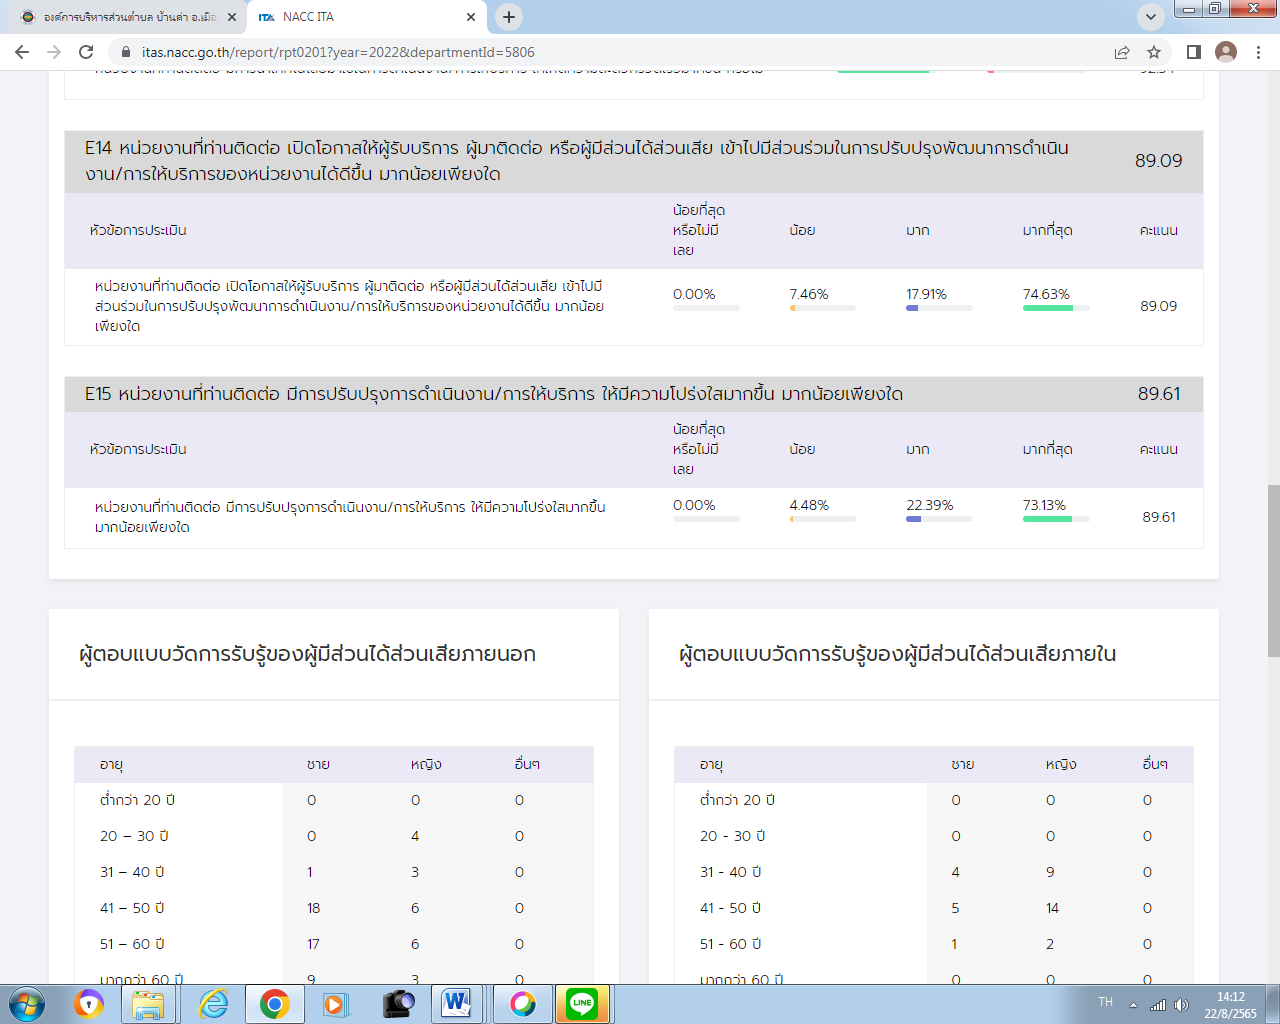 องค์การบริหารส่วนตำบล บ้านค่า อ.เมือง
NACC ITA
itas.nacc.go.th/report/rpt0201?year=2022&departmentId=5806
92.54
E14 หน่วยงานที่ท่านติดต่อ เปิดโอกาสให้ผู้รับบริการ ผู้มาติดต่อ หรือผู้มีส่วนได้ส่วนเสีย เข้าไปมีส่วนร่วมในการปรับปรุงพัฒนาการดำเนิน
งาน/การให้บริการของหน่วยงานได้ดีขึ้น มากน้อยเพียงใด
89.09
หัวข้อการประเมิน
น้อยที่สุด
หรือไม่มี
เลย
น้อย
มาก
มากที่สุด
คะแนน
หน่วยงานที่ท่านติดต่อ เปิดโอกาสให้ผู้รับบริการ ผู้มาติดต่อ หรือผู้มีส่วนได้ส่วนเสีย เข้าไปมี
ส่วนร่วมในการปรับปรุงพัฒนาการดำเนินงาน/การให้บริการของหน่วยงานได้ดีขึ้น มากน้อย
เพียงใด
0.00%
7.46%
17.91%
74.63%
89.09
E15 หน่วยงานที่ท่านติดต่อ มีการปรับปรุงการดำเนินงาน/การให้บริการ ให้มีความโปร่งใสมากขึ้น มากน้อยเพียงใด
89.61
หัวข้อการประเมิน
น้อยที่สุด
หรือไม่มี
เลย
น้อย
มาก
มากที่สุด
คะแนน
หน่วยงานที่ท่านติดต่อ มีการปรับปรุงการดำเนินงาน/การให้บริการ ให้มีความโปร่งใสมากขึ้น
มากน้อยเพียงใด
0.00%
4.48%
22.39%
73.13%
89.61
ผู้ตอบแบบวัดการรับรู้ของผู้มีส่วนได้ส่วนเสียภายนอก
อายุ ชาย หญิง อื่นๆ
ต่ำกว่า 20 ปี 0 0 0
20 – 30 ปี 0 4 0
31 – 40 ปี 1 3 0
41 – 50 ปี 18 6 0
51 – 60 ปี 17 6 0
มากกว่า 60 ปี 9 3 0
ผู้ตอบแบบวัดการรับรู้ของผู้มีส่วนได้ส่วนเสียภายใน
อายุ ชาย หญิง อื่นๆ
ต่ำกว่า 20 ปี 0 0 0
20 - 30 ปี 0 0 0
31 - 40 ปี 4 9 0
41 - 50 ปี 5 14 0
51 - 60 ปี 1 2 0
มากกว่า 60 ปี 0 0 0
LINE
TH
14:12
22/8/2565